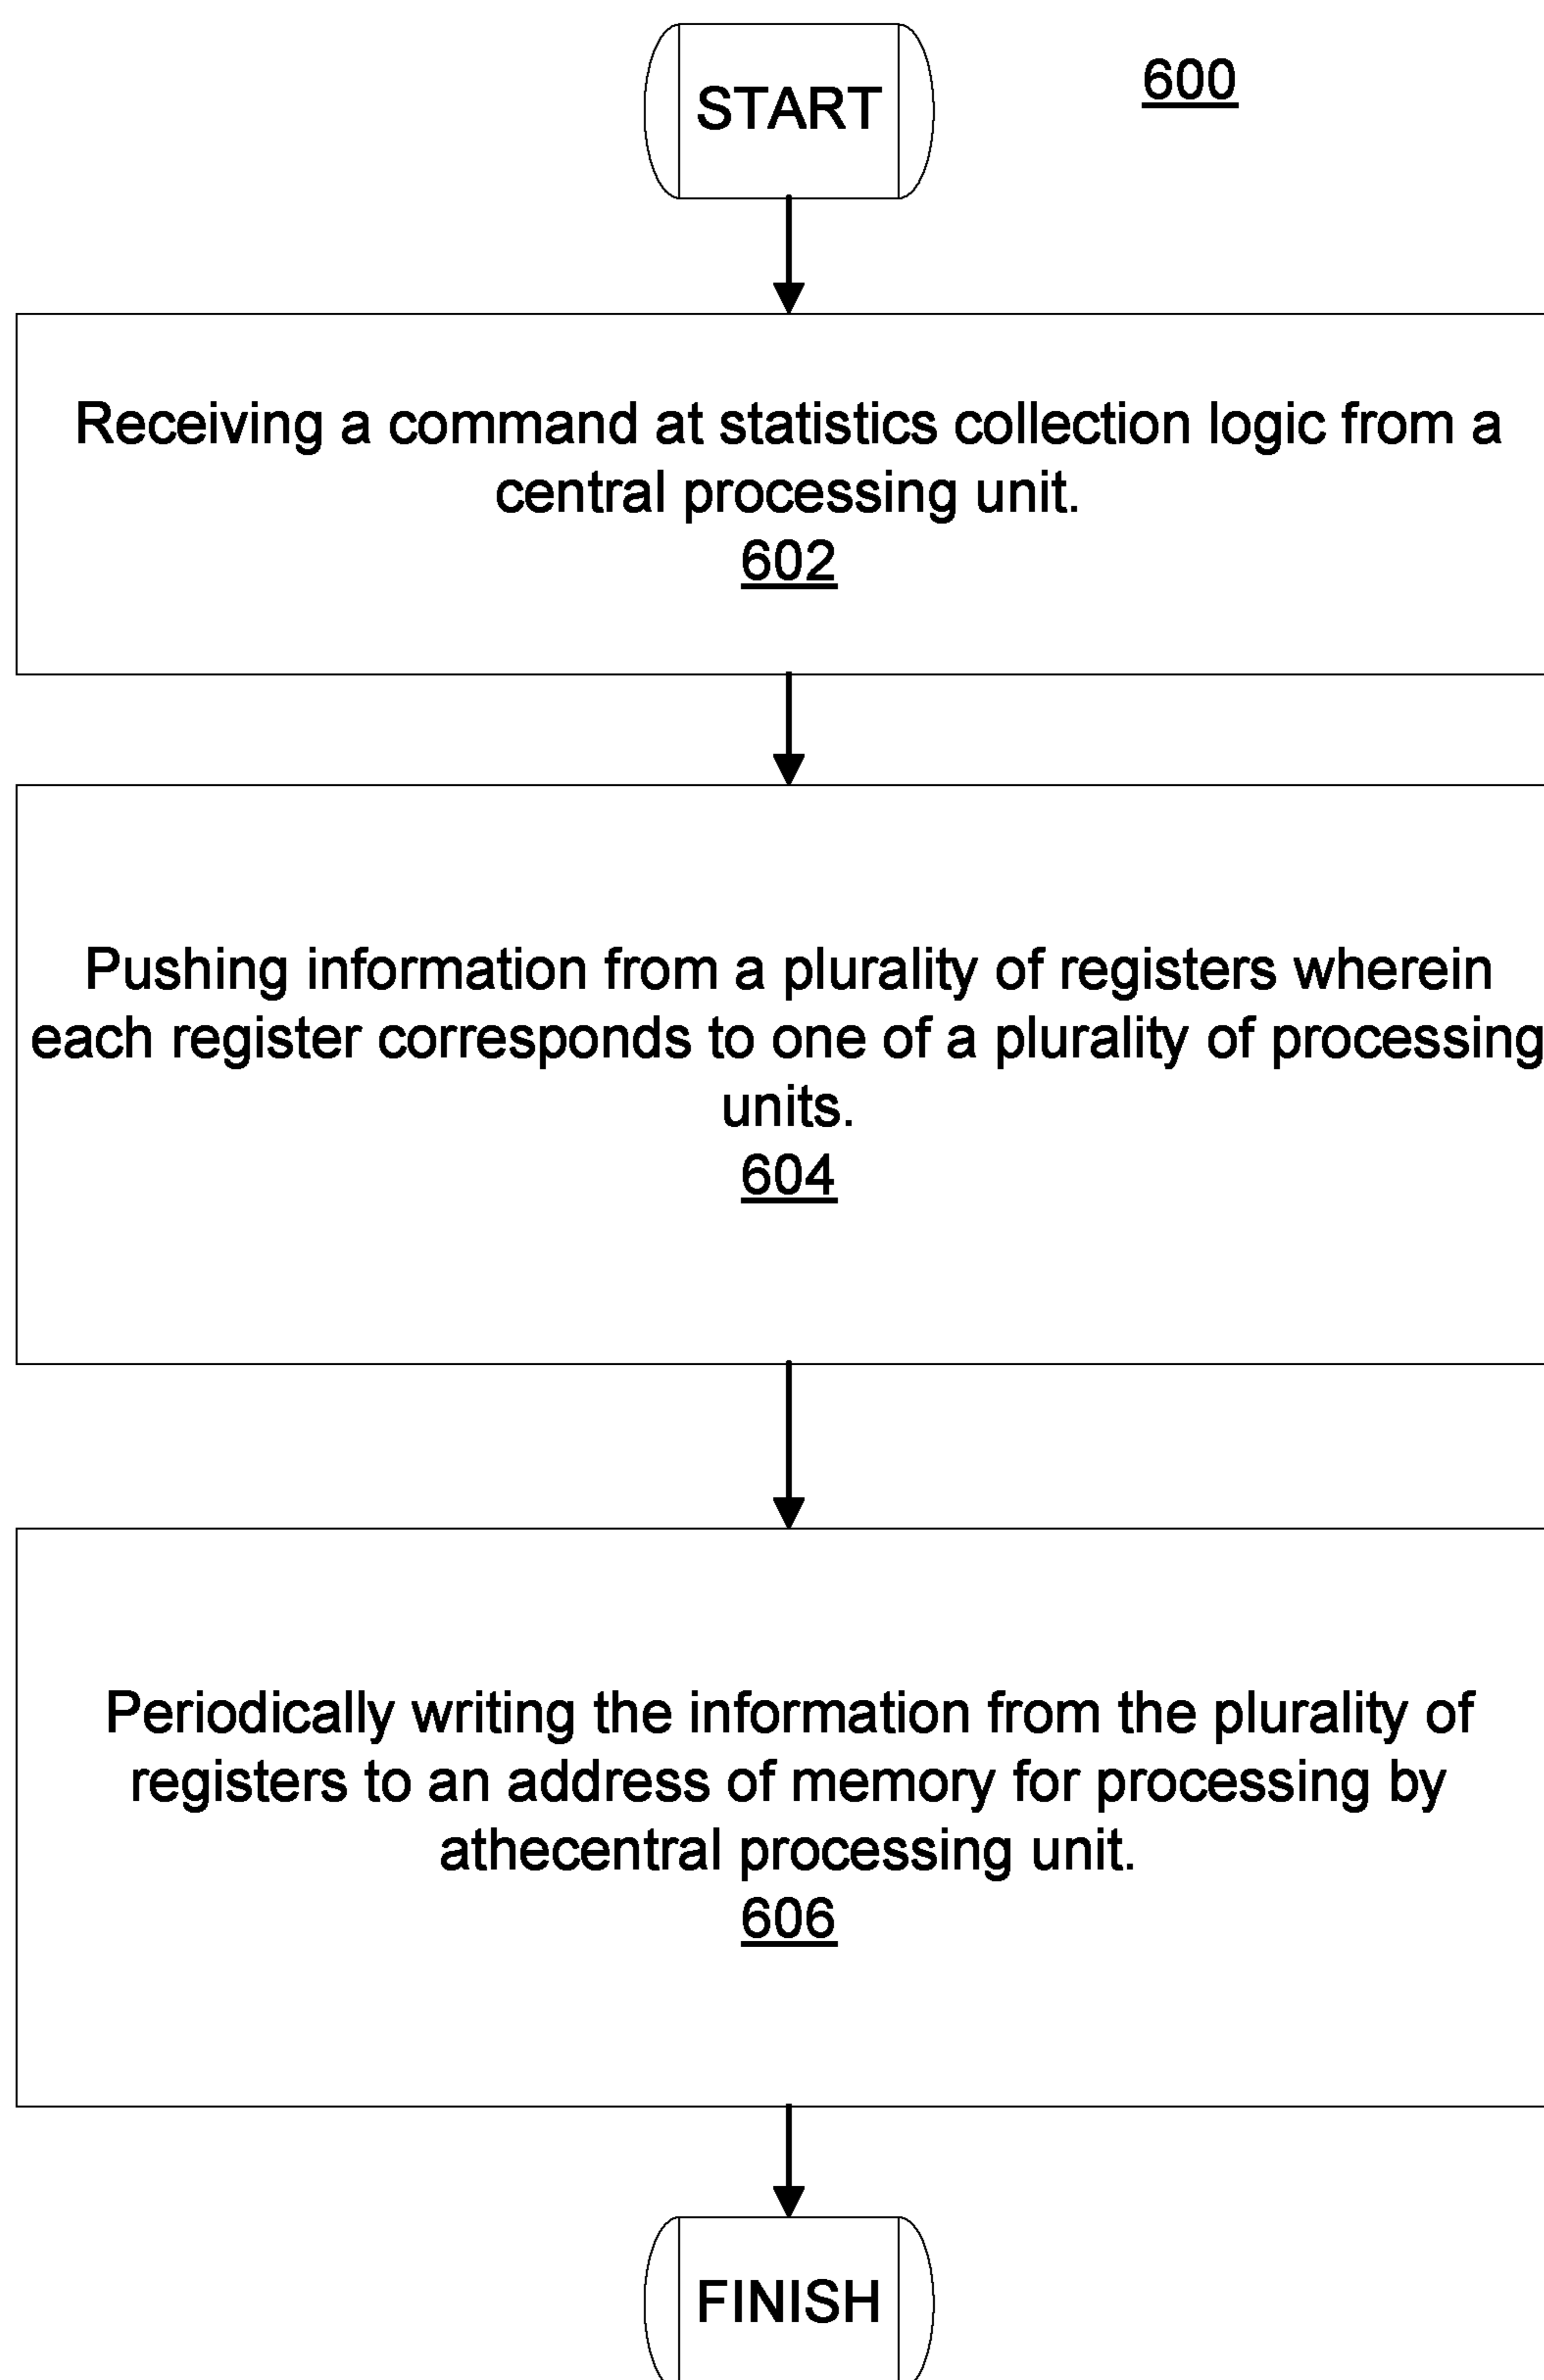 START
600
Receiving a command at statistics collection logic from a
central processing unit.
602
Pushing information from a plurality of registers wherein
each register corresponds to one of a plurality of processing
units.
604
Periodically writing the information from the plurality of
registers to an address of memory for processing by
athecentral processing unit.
606
FINISH